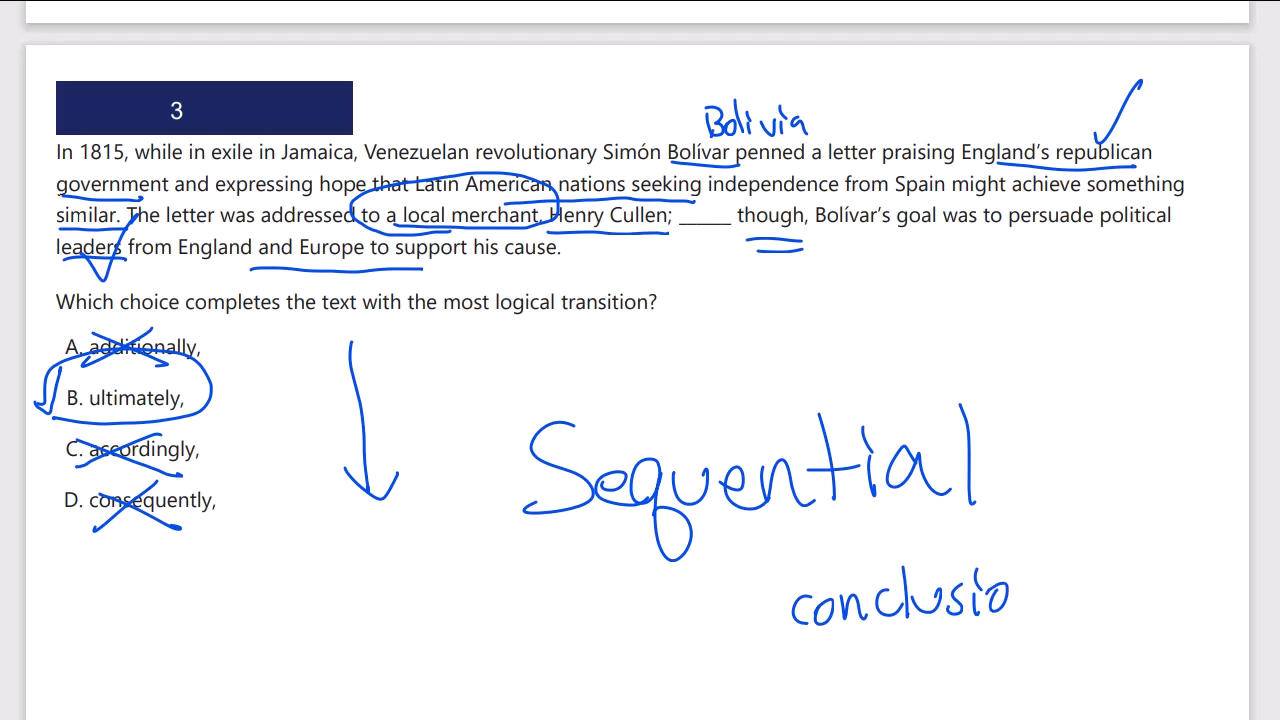 3
Bolivia
In 1815, while in exile in Jamaica, Venezuelan revolutionary Simón Bolívar penned a letter praising England’s republican
government and expressing hope that Latin American nations seeking independence from Spain might achieve something
similar. The letter was addressed to a local merchant, Henry Cullen; _____ though, Bolívar’s goal was to persuade political
leaders from England and Europe to support his cause.
Which choice completes the text with the most logical transition?
A. additionally,
B. ultimately,
C. accordingly,
D. consequently,
Sequential
conclusio